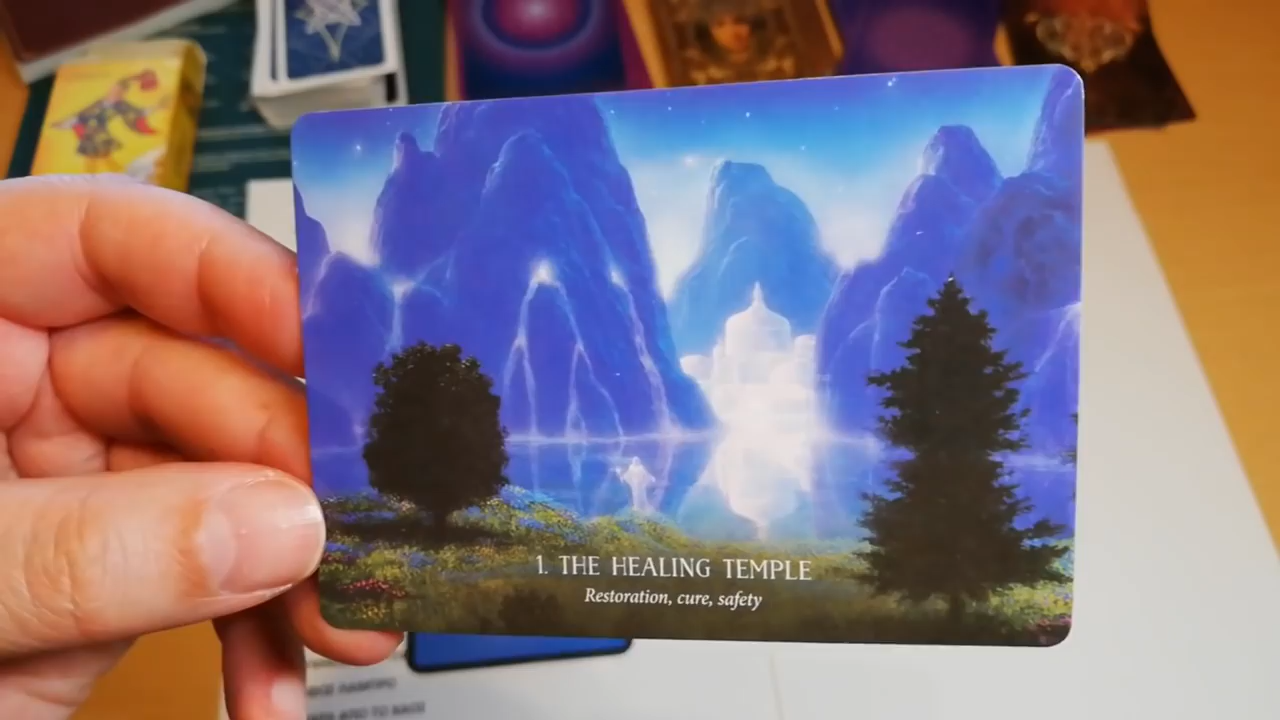 1. THE HEALING TEMPLE
Restoration, cure, safety